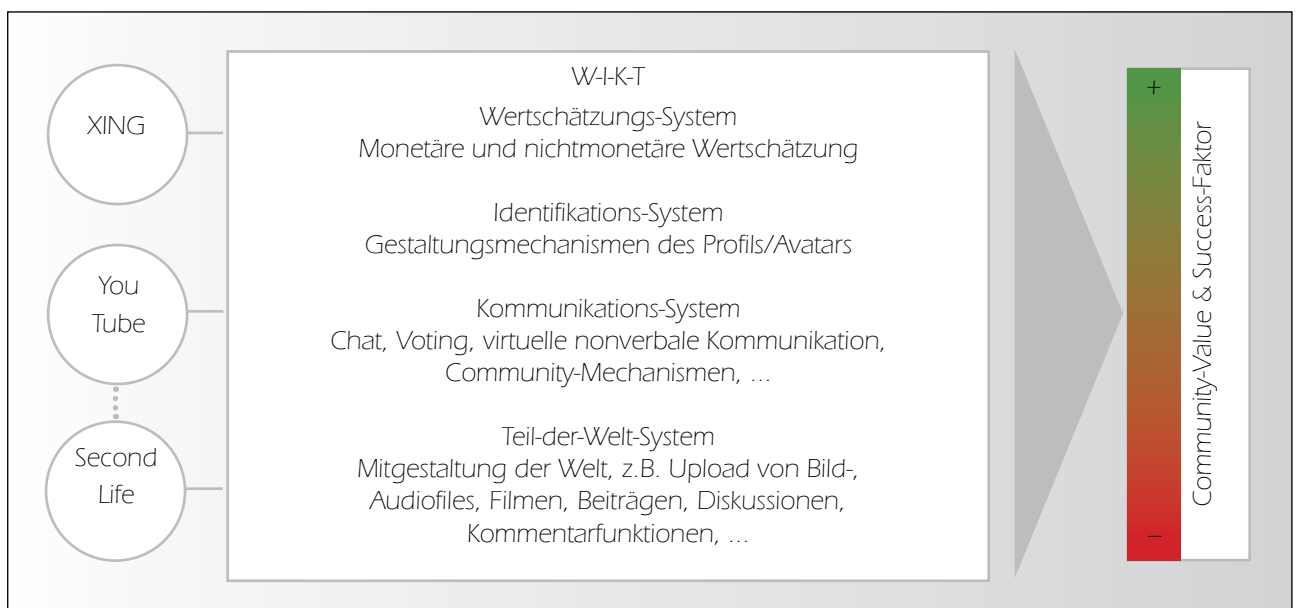 XING
You
Tube
Second
Life
W-I-K-T
Wertschätzungs-System
Monetäre und nichtmonetäre Wertschätzung
Identifikations-System
Gestaltungsmechanismen des Profils/Avatars
Kommunikations-System
Chat, Voting, virtuelle nonverbale Kommunikation,
Community-Mechanismen, ...
Teil-der-Welt-System
Mitgestaltung der Welt, z.B. Upload von Bild-,
Audiofiles, Filmen, Beiträgen, Diskussionen,
Kommentarfunktionen, ...
+
–
Community-Value & Success-Faktor